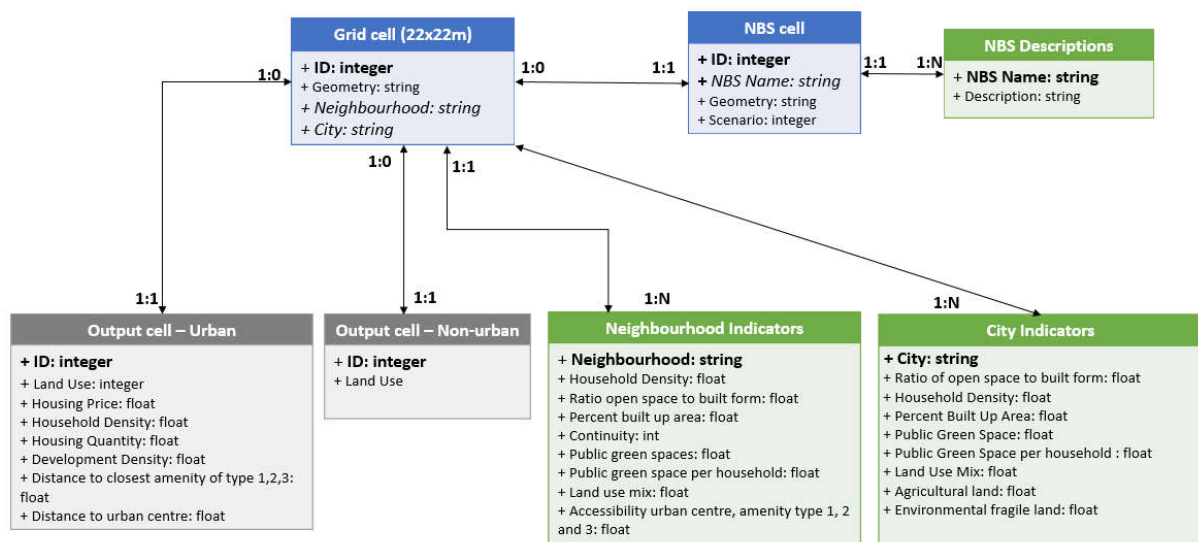 Grid cell (22x22m)
+ ID: integer
+ Geometry: string
+ Neighbourhood: string
+ City: string
NBS cell
+ ID: integer
+ NBS Name: string
+ Geometry: string
+ Scenario: integer
NBS Descriptions
+ NBS Name: string
+ Description: string
1:0
1:0
1:1
1:1
1:N
1:0
1:1
1:1
1:1
1:N
1:N
Output cell – Urban
+ ID: integer
+ Land Use: integer
+ Housing Price: float
+ Household Density: float
+ Housing Quantity: float
+ Development Density: float
+ Distance to closest amenity of type 1,2,3:
float
+ Distance to urban centre: float
Output cell – Non-urban
+ ID: integer
+ Land Use
Neighbourhood Indicators
+ Neighbourhood: string
+ Household Density: float
+ Ratio open space to built form: float
+ Percent built up area: float
+ Continuity: int
+ Public green spaces: float
+ Public green space per household: float
+ Land use mix: float
+ Accessibility urban centre, amenity type 1, 2
and 3: float
City Indicators
+ City: string
+ Ratio of open space to built form: float
+ Household Density: float
+ Percent Built Up Area: float
+ Public Green Space: float
+ Public Green Space per household : float
+ Land Use Mix: float
+ Agricultural land: float
+ Environmental fragile land: float